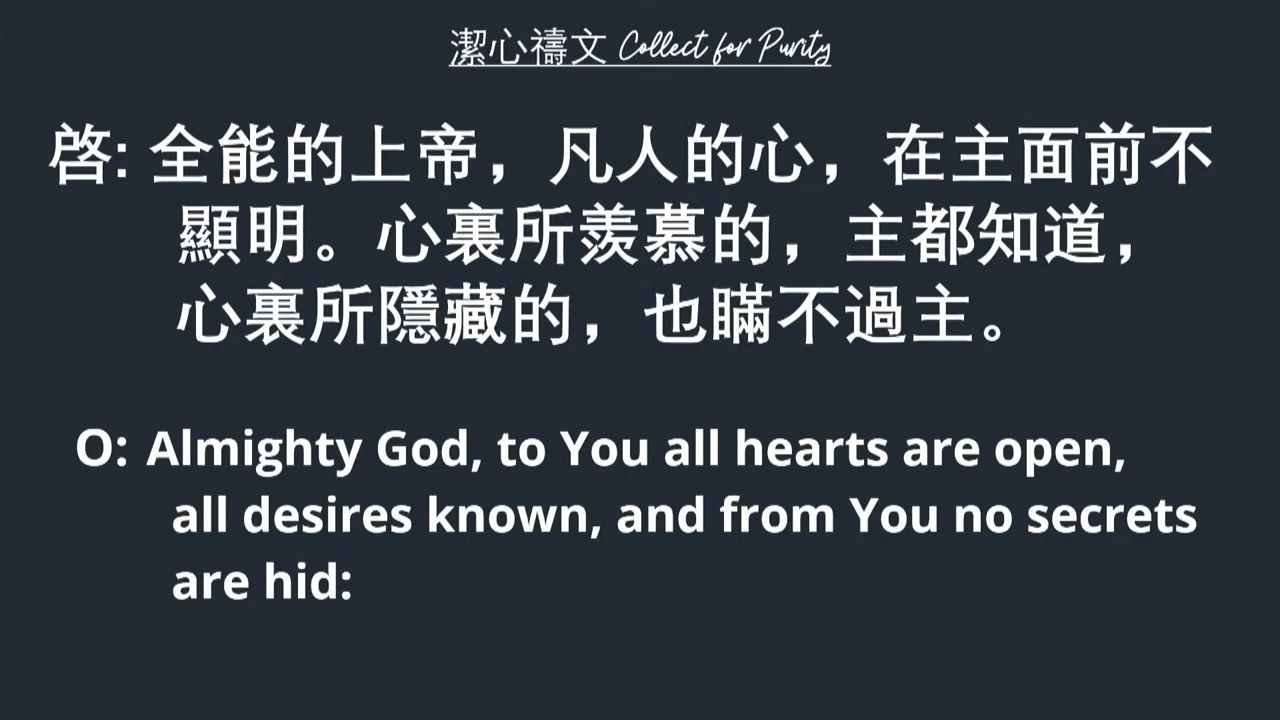 潔心禱文 Collect for Purity
啓: 全能的上帝，凡人的心，在主面前不
顯明。心裏所羨慕的，主都知道，
心裏所隱藏的，也瞞不過主。
O: Almighty God, to You all hearts are open,
all desires known, and from You no secrets
are hid: